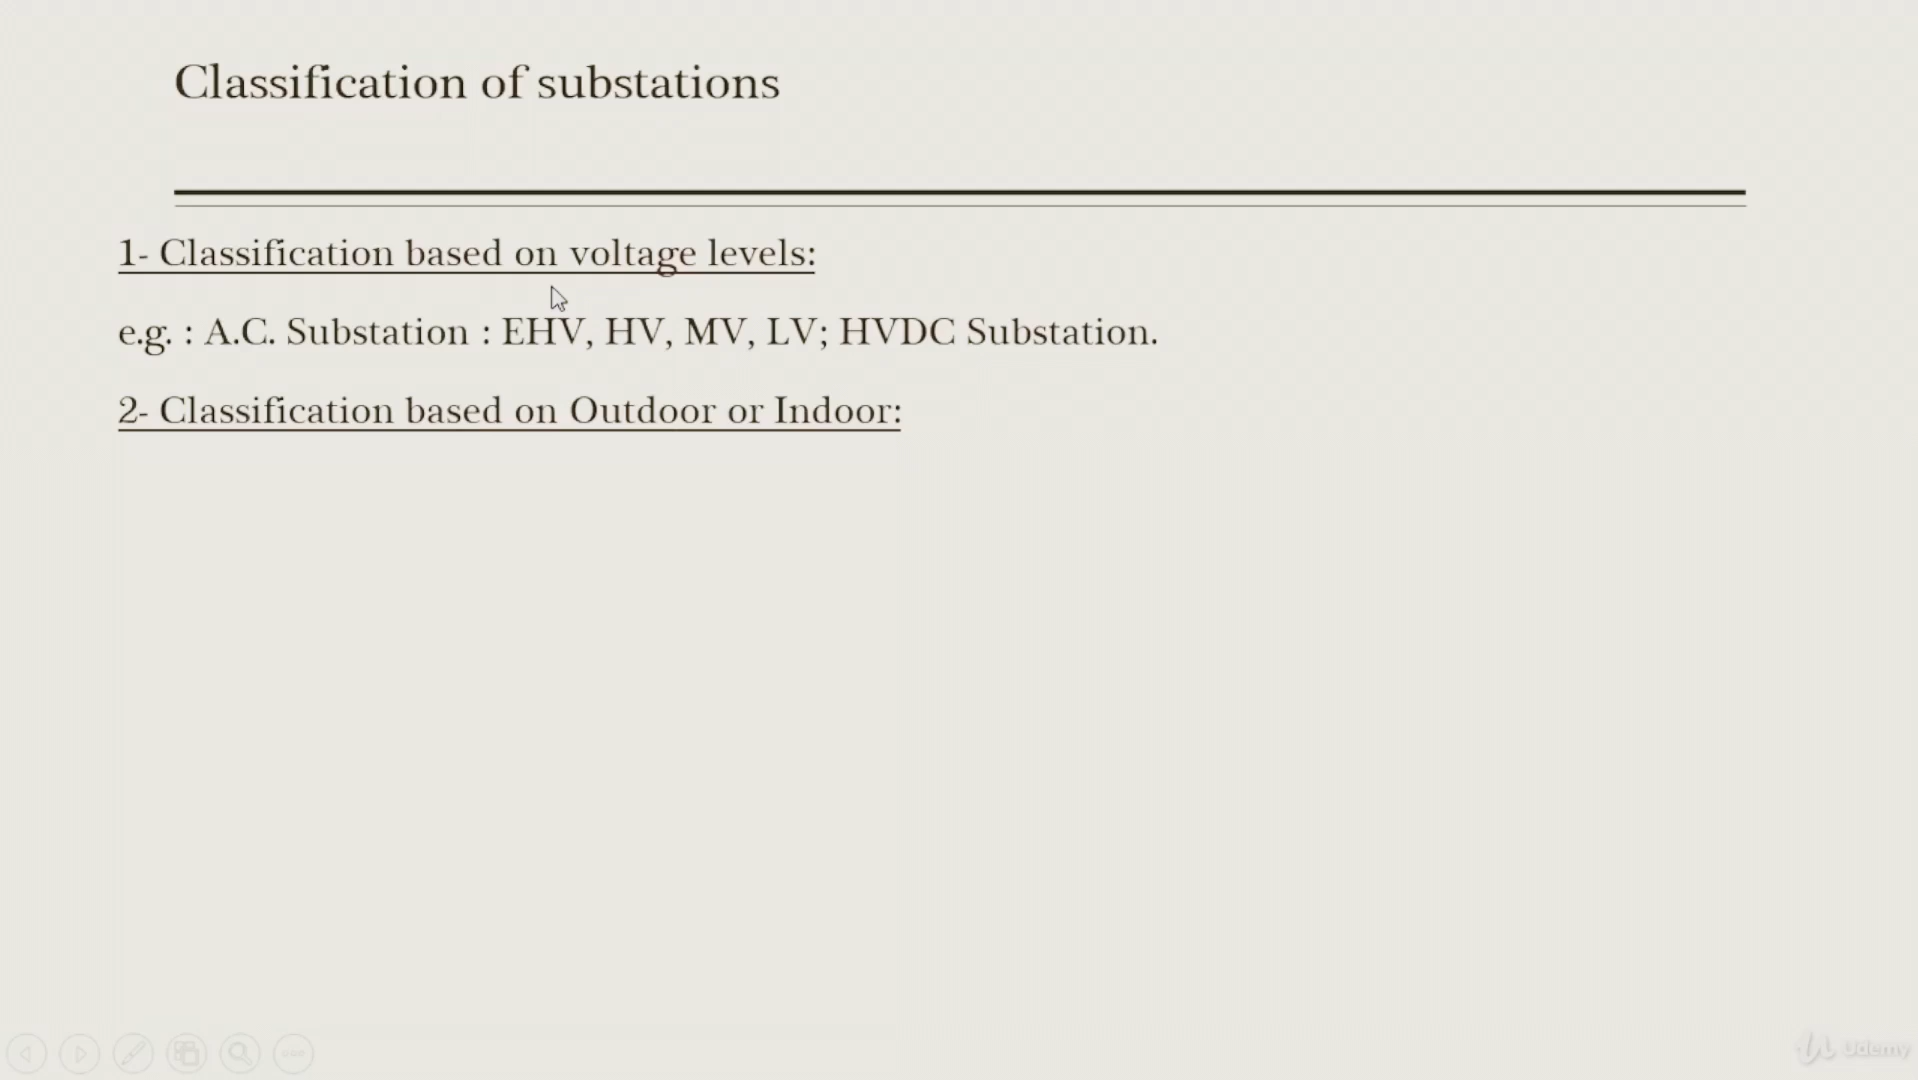 Classification of substations
1- Classification based on voltage levels:
e.g. : A.C. Substation : EHV, HV, MV, LV; HVDC Substation.
2- Classification based on Outdoor or Indoor:
Udemy